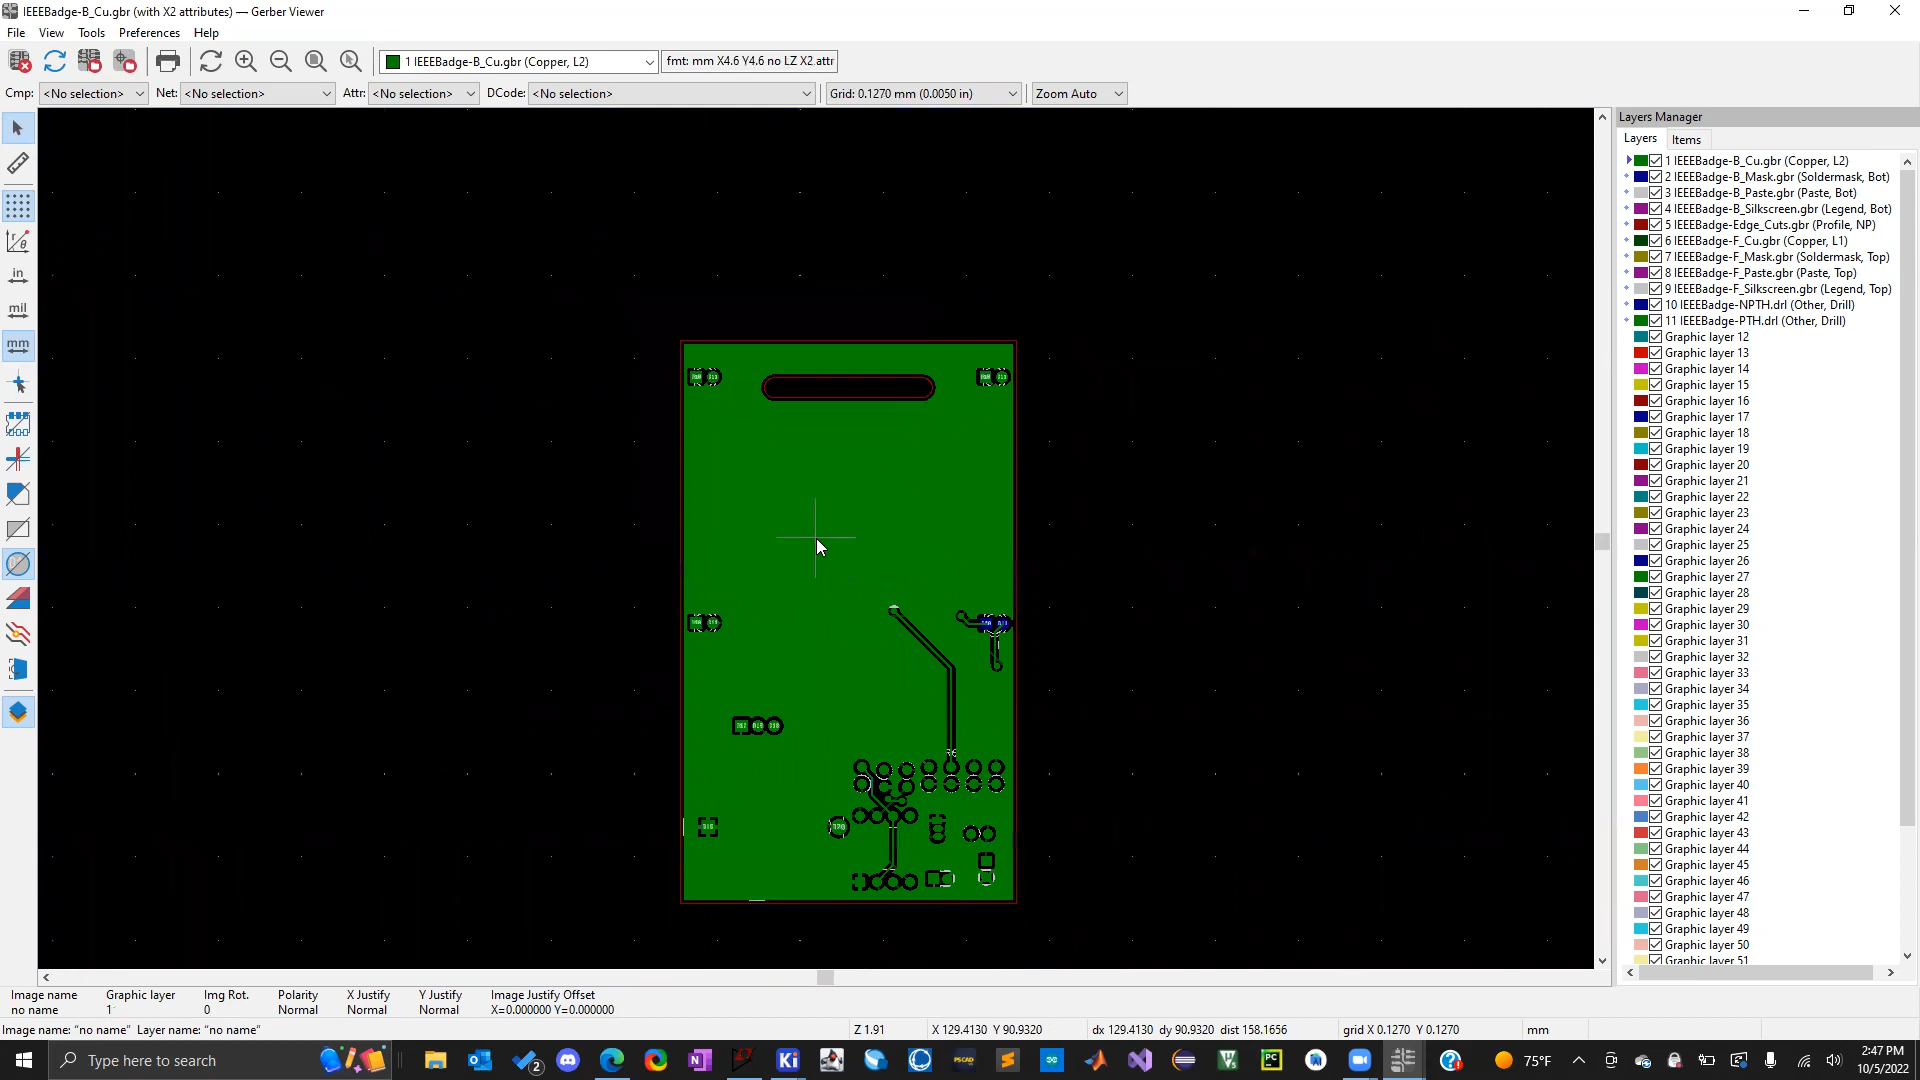 IEEEBadge-B_Cu.gbr (with X2 attributes) — Gerber Viewer
File View Tools Preferences Help
1 IEEEBadge-B_Cu.gbr (Copper, L2)
fmt: mm X4.6 Y4.6 no LZ X2.attr
Cmp: <No selection> Net: <No selection> Attr: <No selection> DCode: <No selection> Grid: 0.1270 mm (0.0050 in) Zoom Auto
in
mil
mm
Layers Manager
Layers Items
1 IEEEBadge-B_Cu.gbr (Copper, L2)
2 IEEEBadge-B_Mask.gbr (Soldermask, Bot)
3 IEEEBadge-B_Paste.gbr (Paste, Bot)
4 IEEEBadge-B_Silkscreen.gbr (Legend, Bot)
5 IEEEBadge-Edge_Cuts.gbr (Profile, NP)
6 IEEEBadge-F_Cu.gbr (Copper, L1)
7 IEEEBadge-F_Mask.gbr (Soldermask, Top)
8 IEEEBadge-F_Paste.gbr (Paste, Top)
9 IEEEBadge-F_Silkscreen.gbr (Legend, Top)
10 IEEEBadge-NPTH.drl (Other, Drill)
11 IEEEBadge-PTH.drl (Other, Drill)
Graphic layer 12
Graphic layer 13
Graphic layer 14
Graphic layer 15
Graphic layer 16
Graphic layer 17
Graphic layer 18
Graphic layer 19
Graphic layer 20
Graphic layer 21
Graphic layer 22
Graphic layer 23
Graphic layer 24
Graphic layer 25
Graphic layer 26
Graphic layer 27
Graphic layer 28
Graphic layer 29
Graphic layer 30
Graphic layer 31
Graphic layer 32
Graphic layer 33
Graphic layer 34
Graphic layer 35
Graphic layer 36
Graphic layer 37
Graphic layer 38
Graphic layer 39
Graphic layer 40
Graphic layer 41
Graphic layer 42
Graphic layer 43
Graphic layer 44
Graphic layer 45
Graphic layer 46
Graphic layer 47
Graphic layer 48
Graphic layer 49
Graphic layer 50
Graphic layer 51
Image name Graphic layer Img Rot. Polarity X Justify Y Justify Image Justify Offset
no name 1 0 Normal Normal Normal X=0.000000 Y=0.000000
Image name: "no name" Layer name: "no name"
Z 1.91
X 129.4130 Y 90.9320
dx 129.4130 dy 90.9320 dist 158.1656
grid X 0.1270 Y 0.1270
mm
Type here to search
2
75°F
2:47 PM
10/5/2022